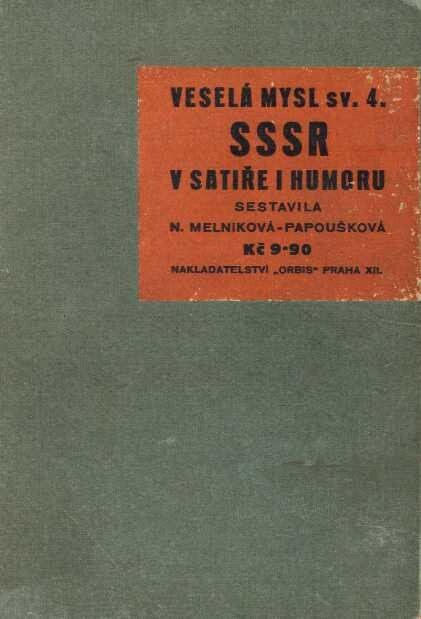 VESELÁ MYSL sv. 4.
SSSR
V SATIŘE I HUMORU
SESTAVILA
N. MELNIKOVÁ-PAPOUŠKOVÁ
Kč 9-90
NAKLADATELSTVÍ „ORBIS“ PRAHA XII.